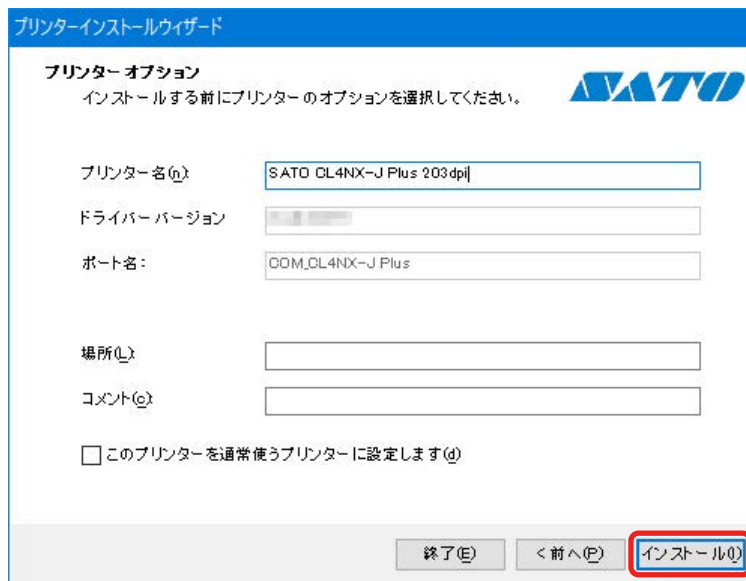 プリンターインストールウィザード
プリンター オプション
インストールする前にプリンターのオプションを選択してください。
SATO
プリンター名(n):
SATO CL4NX-J Plus 203dpi
ドライバー バージョン
ポート名:
COM_CL4NX-J Plus
場所(L):
コメント(c):
このプリンターを通常使うプリンターに設定します(d)
終了(E)
<前へ(P)
インストール(I)